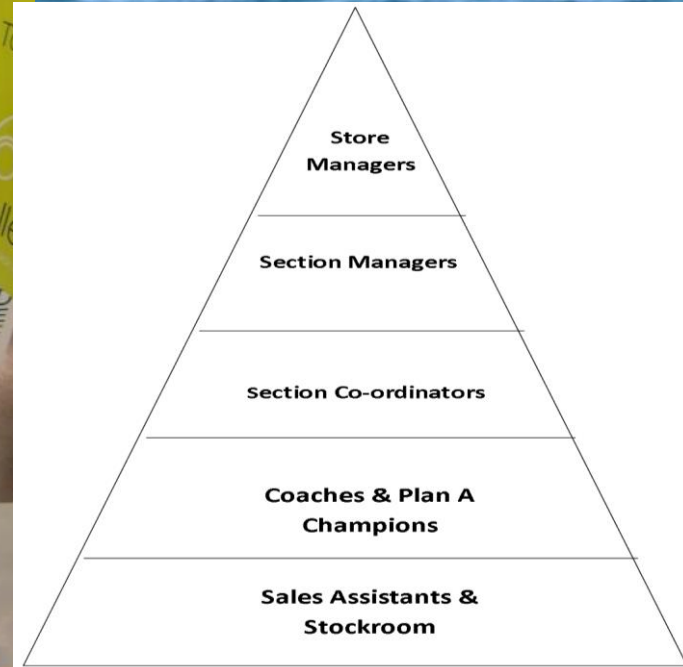 Store
Managers
Section Managers
Section Co-ordinators
Coaches & Plan A
Champions
Sales Assistants &
Stockroom